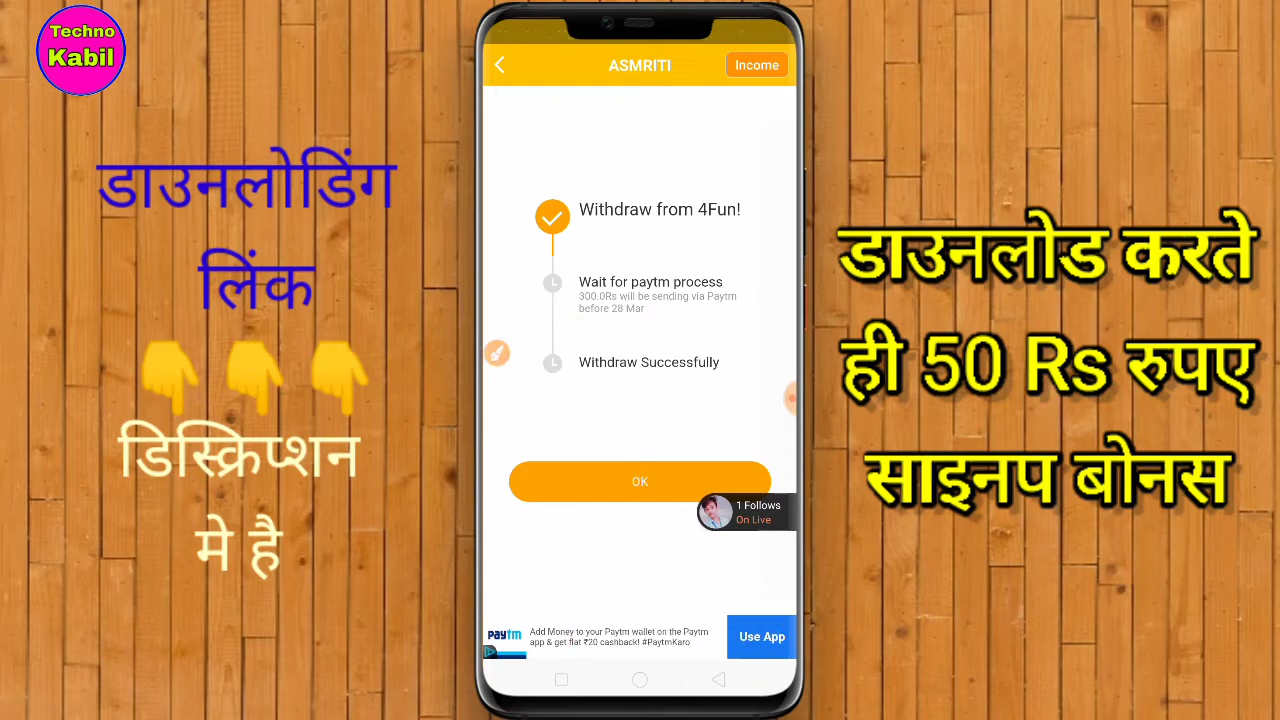 Techno
Kabil
डाउनलोडिंग
लिंक
👇 👇 👇
डिस्क्रिप्शन
मे है
ASMRITI
Income
Withdraw from 4Fun!
Wait for paytm process
300.0Rs will be sending via Paytm
before 28 Mar
Withdraw Successfully
OK
1 Follows
On Live
paytm
Add Money to your Paytm wallet on the Paytm
app & get flat ₹20 cashback! #PaytmKaro
Use App
डाउनलोड करते
ही 50 Rs रुपए
साइनप बोनस